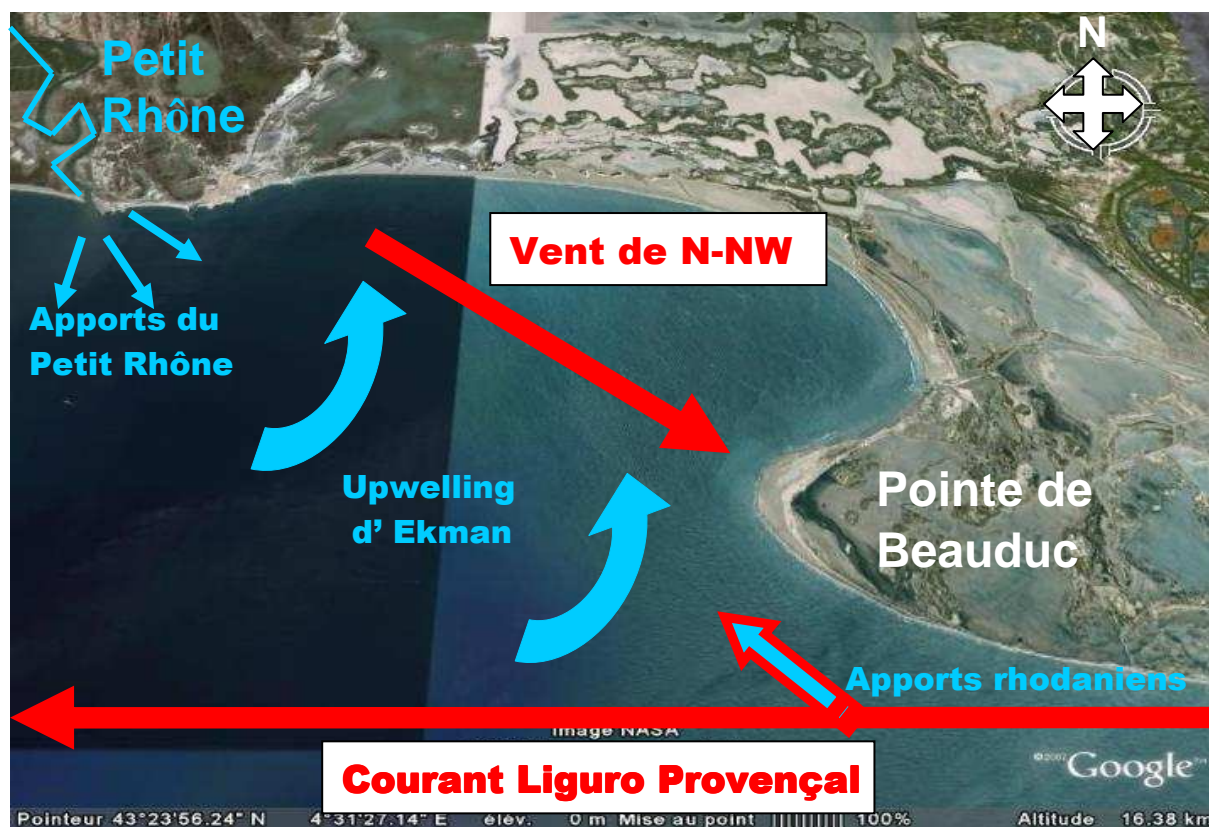 Petit
Rhône
N
Vent de N-NW
Apports du
Petit Rhône
Upwelling
d’ Ekman
Pointe de
Beauduc
Apports rhodaniens
Image NASA
Courant Liguro Provençal
©2007 Google™
Pointeur 43°23'56.24" N 4°31'27.14" E élév. 0 m Mise au point ||||||||| 100% Altitude 16.38 km